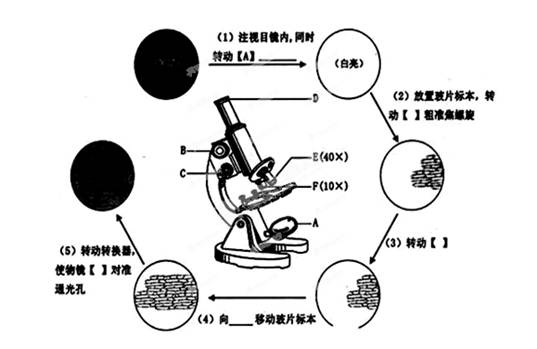 （1）注视目镜内，同时
转动【A】______
（白亮）
（2）放置玻片标本，转
动【 】粗准焦螺旋
D
B
C
E(40×)
F(10×)
A
（3）转动【 】
（5）转动转换器，
使物镜【 】对准
通光孔
（4）向____移动玻片标本